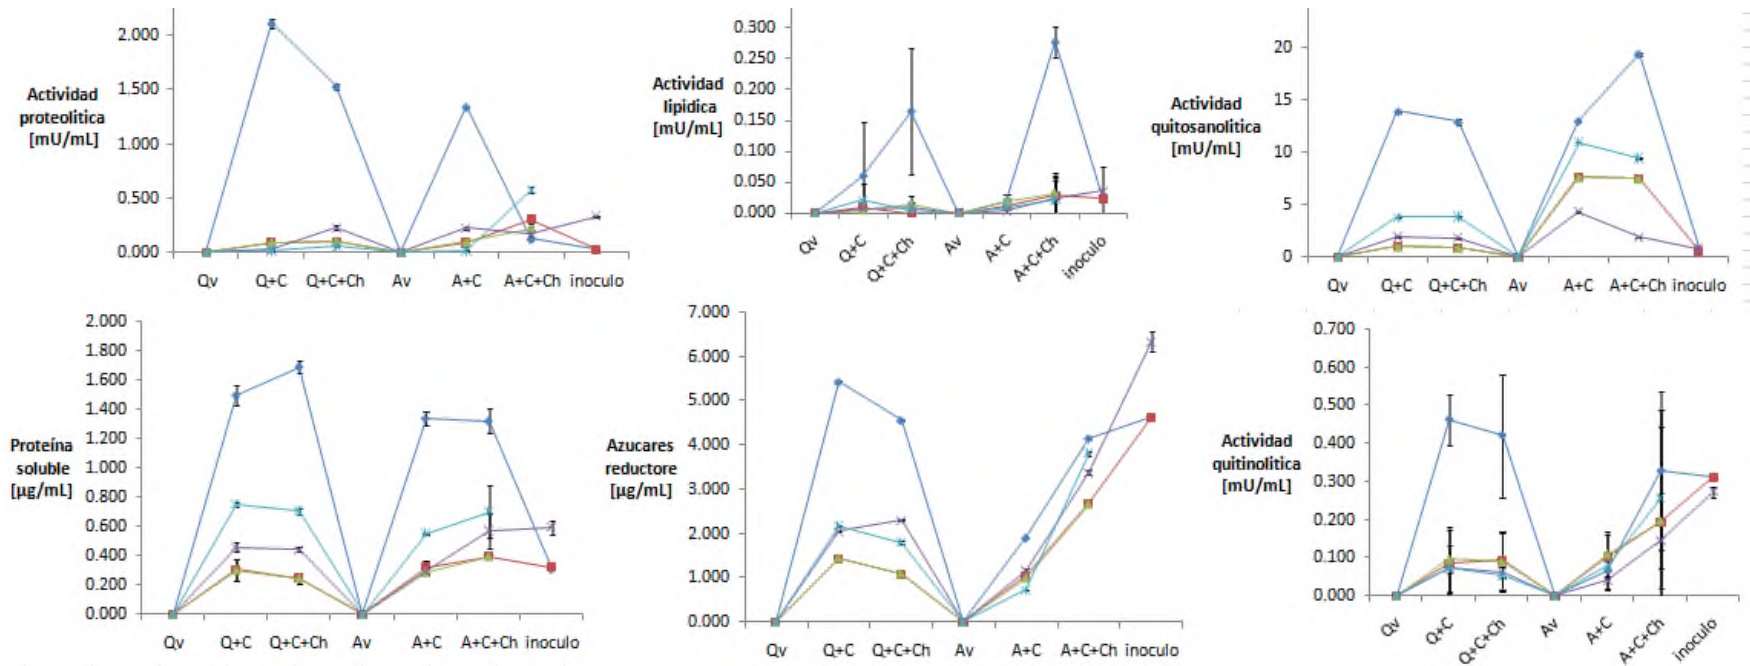 Actividad
proteolitica
[mU/mL]
2.000
1.500
1.000
0.500
0.000
Qv Q+C Q+C+Ch Av A+C A+C+Ch inoculo
Actividad
lipidica
[mU/mL]
0.300
0.250
0.200
0.150
0.100
0.050
0.000
Qv Q+C Q+C+Ch Av A+C A+C+Ch inoculo
Actividad
quitosanolitica
[mU/mL]
20
15
10
5
0
Qv Q+C Q+C+Ch Av A+C A+C+Ch inoculo
Proteína
soluble
[µg/mL]
2.000
1.800
1.600
1.400
1.200
1.000
0.800
0.600
0.400
0.200
0.000
Qv Q+C Q+C+Ch Av A+C A+C+Ch inoculo
Azucares
reductore
[µg/mL]
7.000
6.000
5.000
4.000
3.000
2.000
1.000
0.000
Qv Q+C Q+C+Ch Av A+C A+C+Ch inoculo
Actividad
quitinolitica
[mU/mL]
0.700
0.600
0.500
0.400
0.300
0.200
0.100
0.000
Qv Q+C Q+C+Ch Av A+C A+C+Ch inoculo